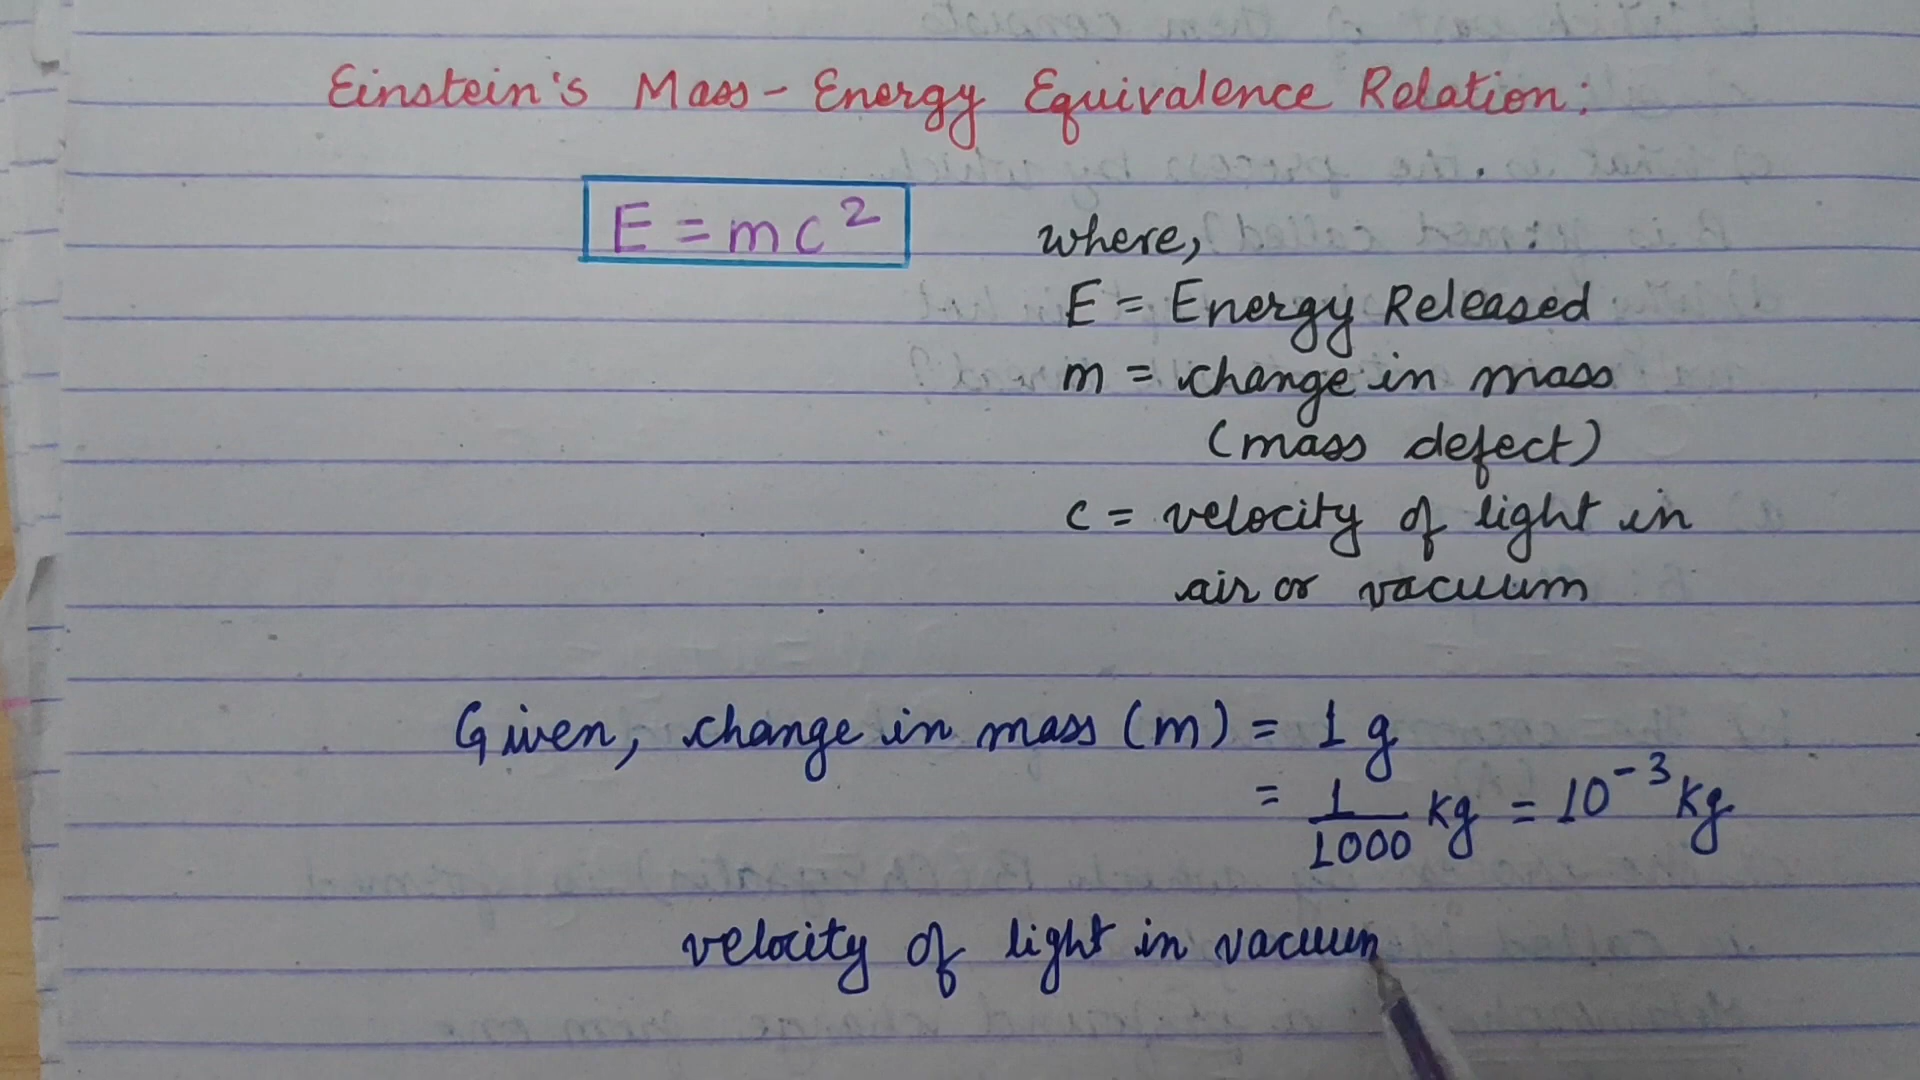 Einstein's Mass-Energy Equivalence Relation:
E = mc²
where,
E = Energy Released
m = change in mass
(mass defect)
c = velocity of light in
air or vacuum
Given, change in mass (m) = 1 g
= 1/1000 kg = 10⁻³ kg
velocity of light in vacuum